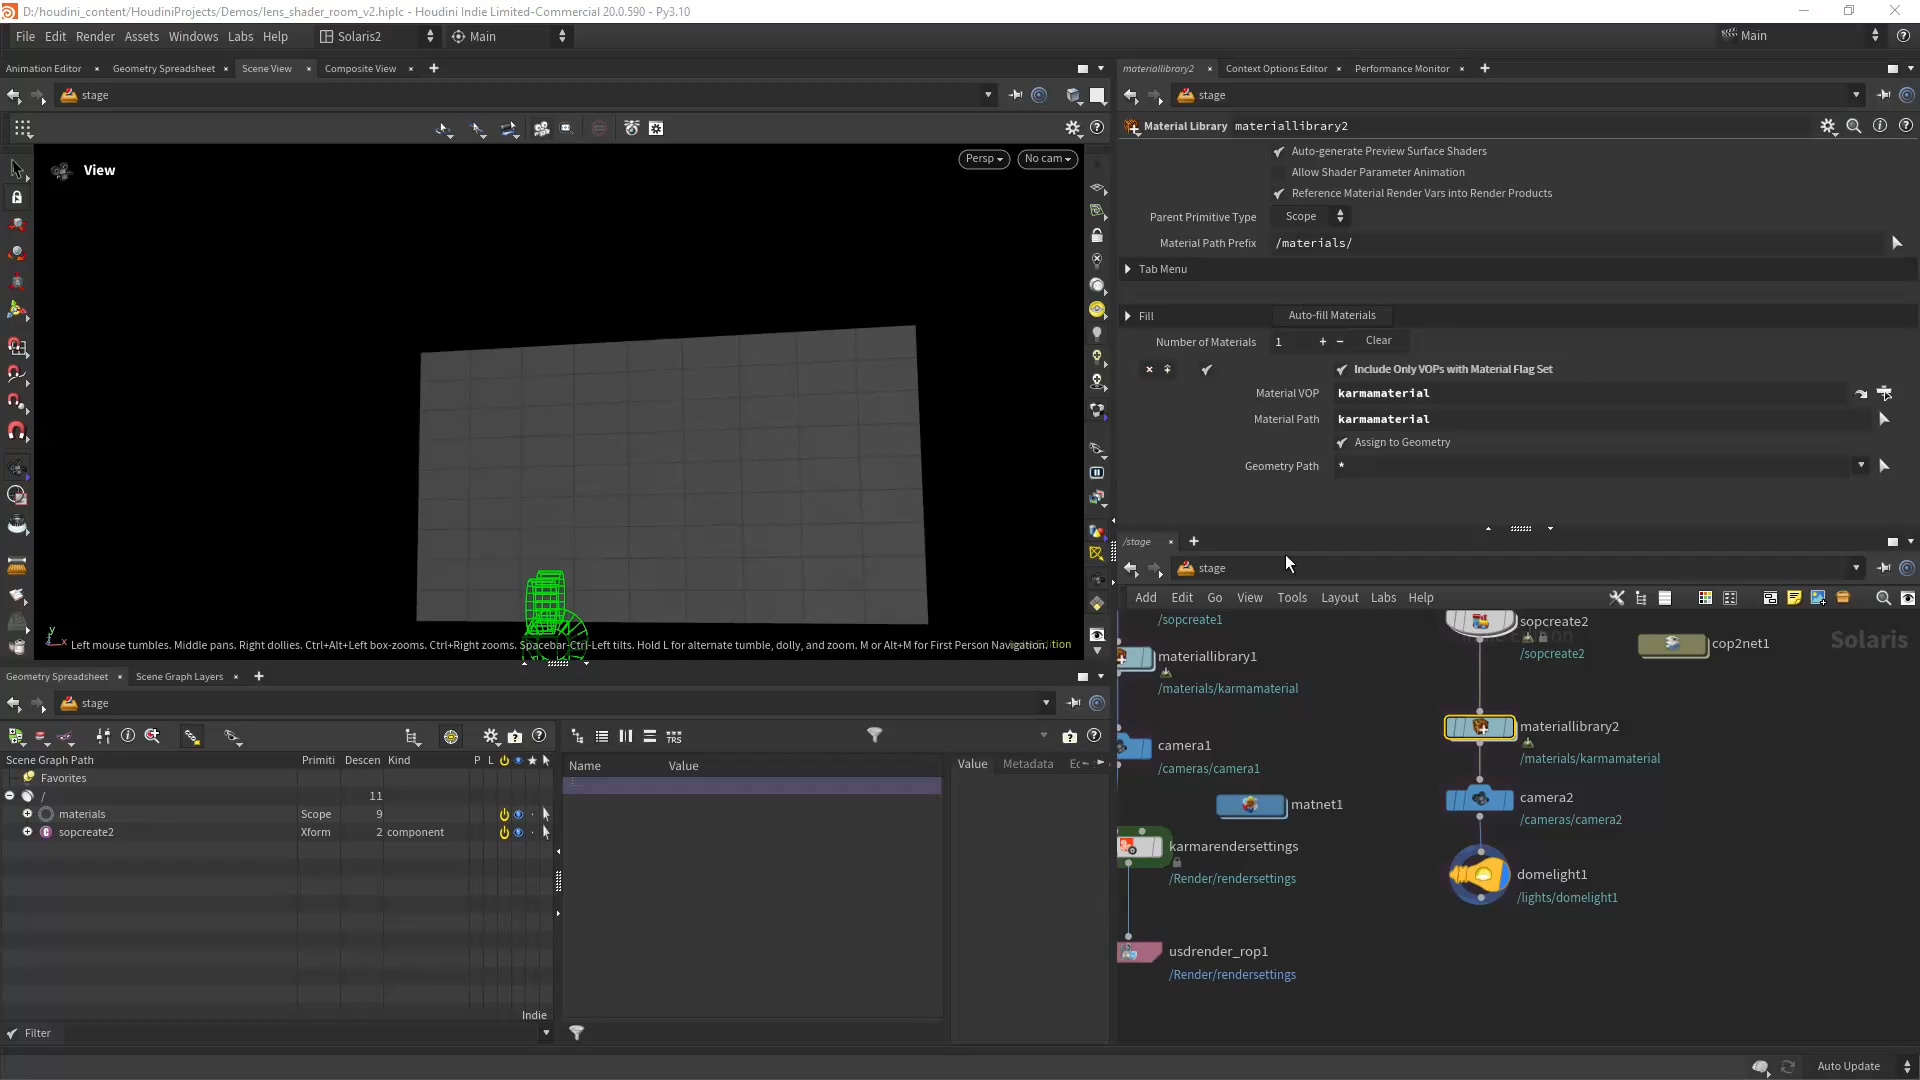 D:/houdini_content/HoudiniProjects/Demos/lens_shader_room_v2.hiplc - Houdini Indie Limited-Commercial 20.0.590 - Py3.10
File Edit Render Assets Windows Labs Help Solaris2 Main Main
Animation Editor Geometry Spreadsheet Scene View Composite View
stage
View
Persp No cam
Left mouse tumbles. Middle pans. Right dollies. Ctrl+Alt+Left box-zooms. Ctrl+Right zooms. Spacebar-Ctrl-Left tilts. Hold L for alternate tumble, dolly, and zoom. M or Alt+M for First Person Navigation.
Geometry Spreadsheet Scene Graph Layers
stage
Scene Graph Path Primiti Descen Kind P L
Favorites
/ 11
materials Scope 9
sopcreate2 Xform 2 component
Indie
Filter
Name Value
Value Metadata
materiallibrary2 Context Options Editor Performance Monitor
stage
Material Library materiallibrary2
Auto-generate Preview Surface Shaders
Allow Shader Parameter Animation
Reference Material Render Vars into Render Products
Parent Primitive Type Scope
Material Path Prefix /materials/
Tab Menu
Fill Auto-fill Materials
Number of Materials 1 + − Clear
Include Only VOPs with Material Flag Set
Material VOP karmamaterial
Material Path karmamaterial
Assign to Geometry
Geometry Path *
/stage
stage
Add Edit Go View Tools Layout Labs Help
Solaris
/sopcreate1
sopcreate2
/sopcreate2
cop2net1
materiallibrary1
/materials/karmamaterial
materiallibrary2
/materials/karmamaterial
camera1
/cameras/camera1
camera2
/cameras/camera2
matnet1
karmarendersettings
/Render/rendersettings
domelight1
/lights/domelight1
usdrender_rop1
/Render/rendersettings
Auto Update